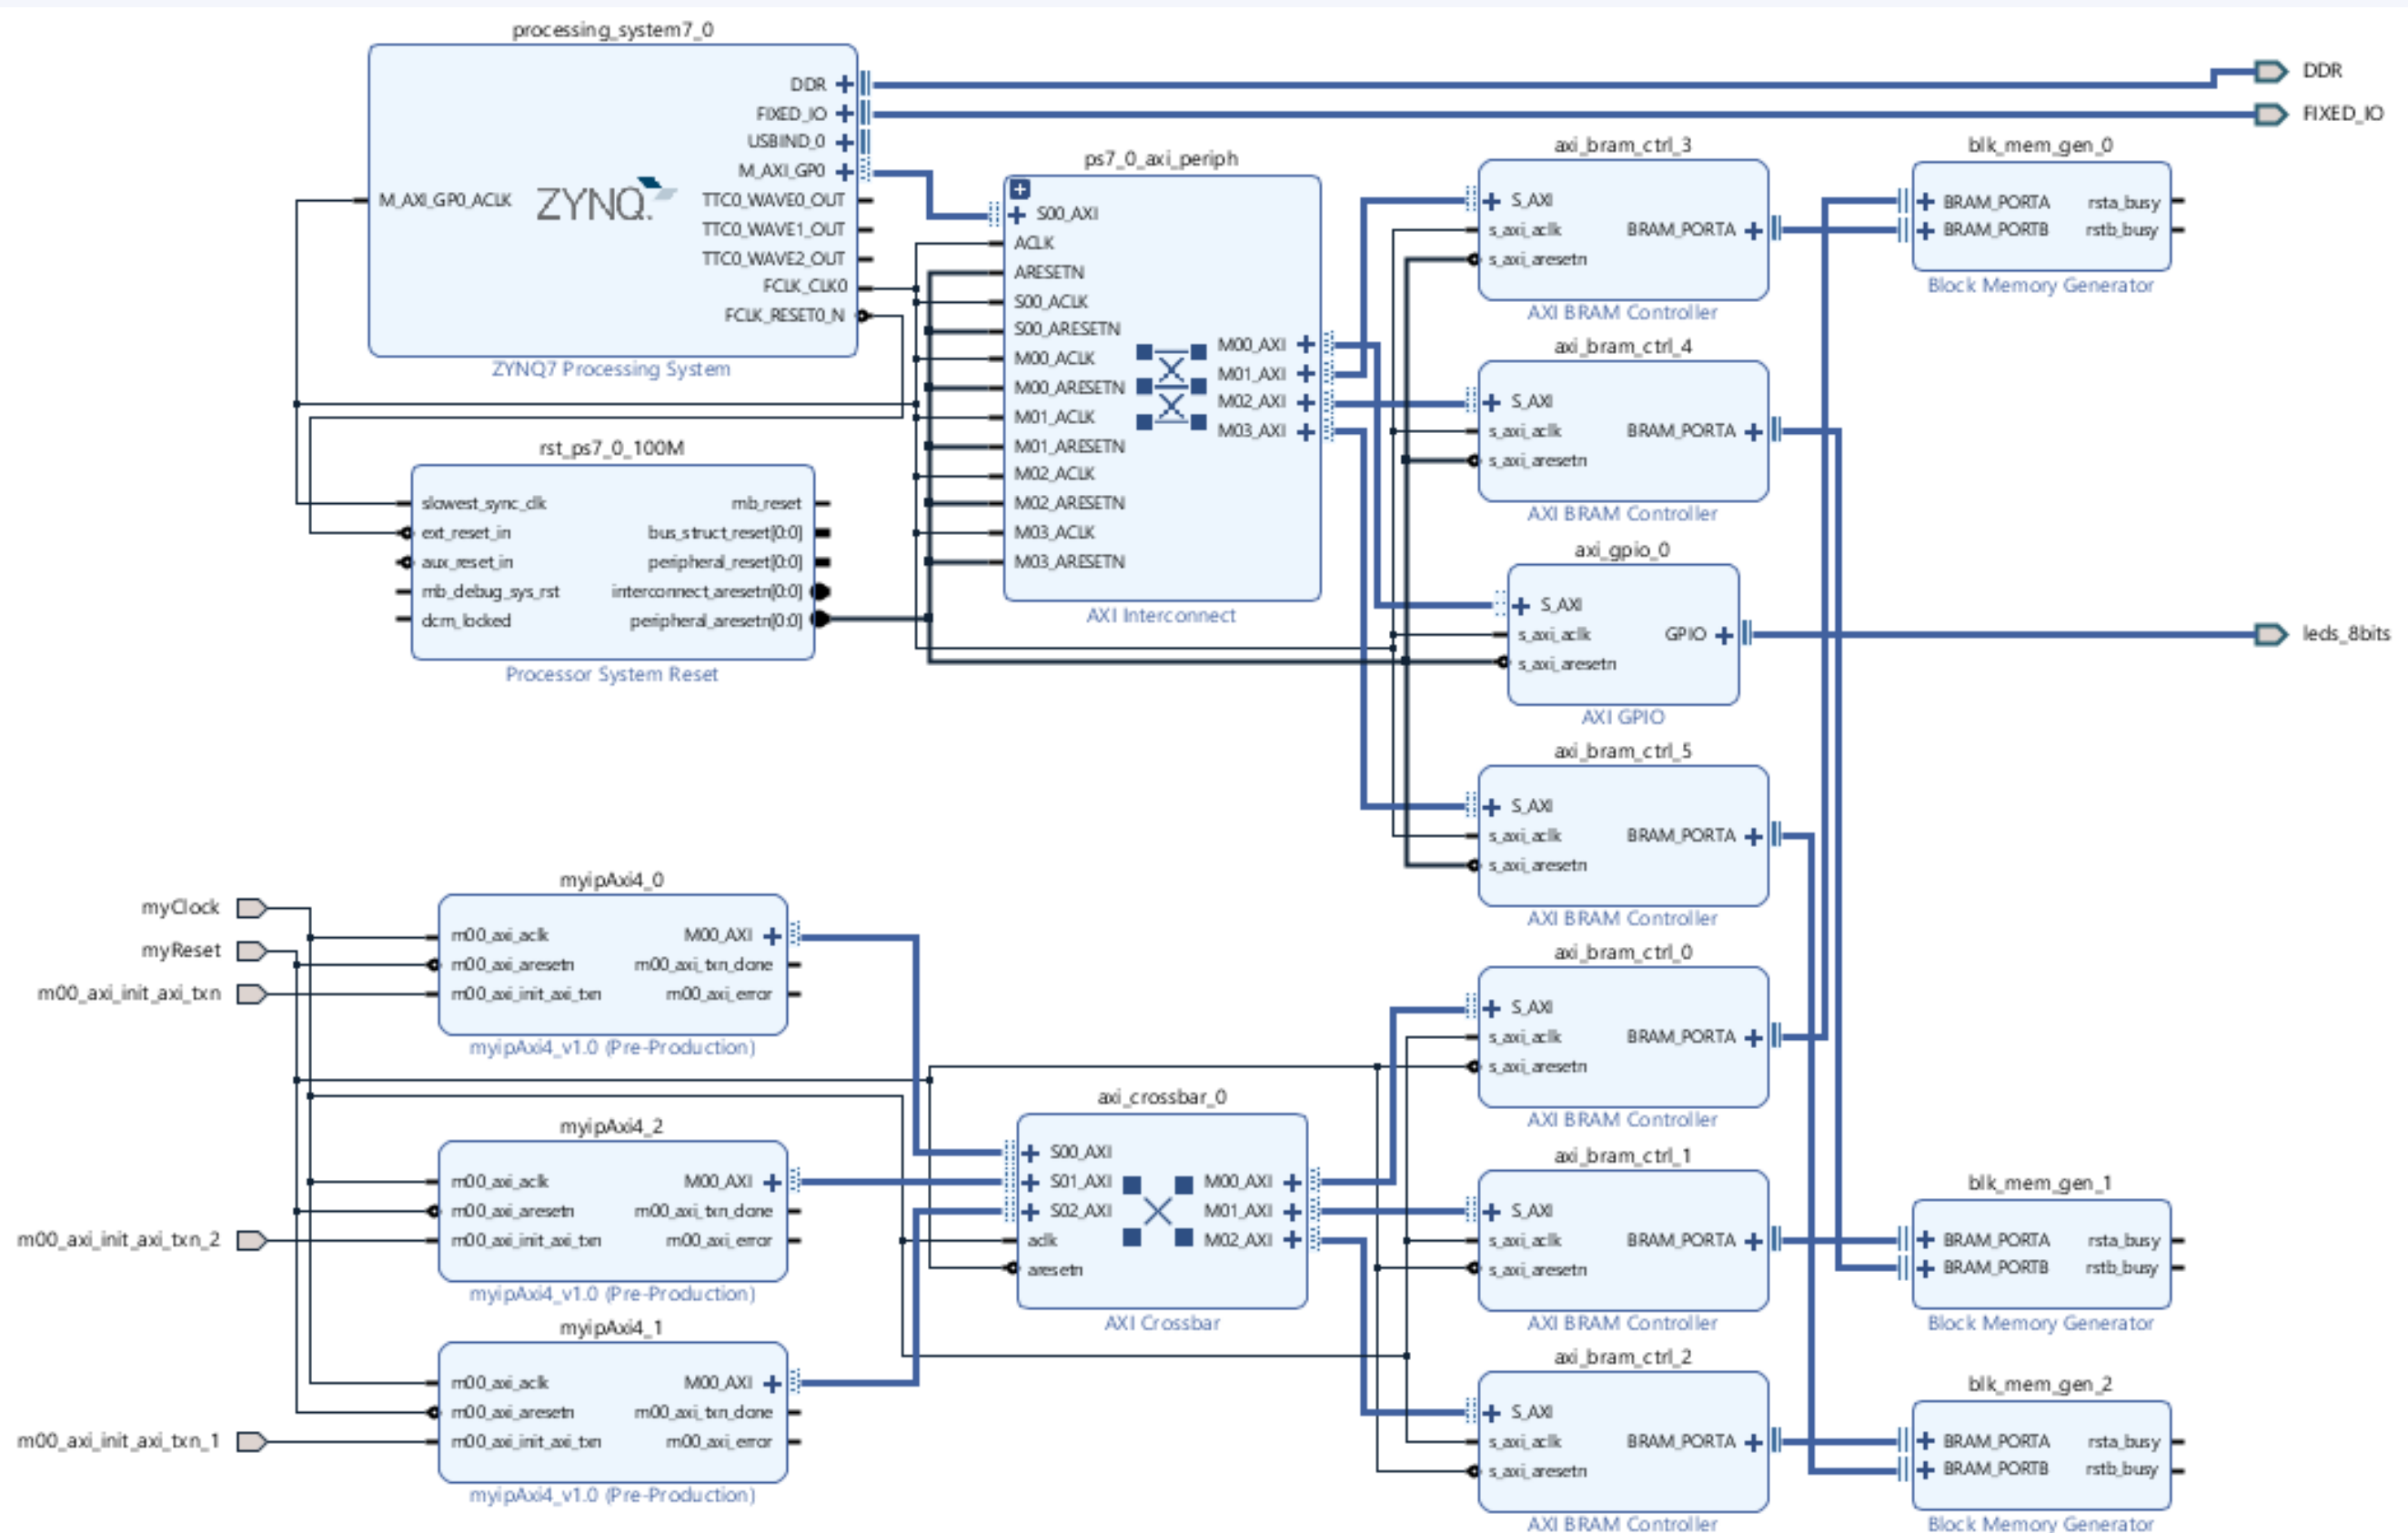 processing_system7_0
DDR
FIXED_IO
USBIND_0
M_AXI_GP0
M_AXI_GP0_ACLK
ZYNQ.
TTC0_WAVE0_OUT
TTC0_WAVE1_OUT
TTC0_WAVE2_OUT
FCLK_CLK0
FCLK_RESET0_N
ZYNQ7 Processing System
DDR
FIXED_IO
rst_ps7_0_100M
slowest_sync_clk
ext_reset_in
aux_reset_in
mb_debug_sys_rst
dcm_locked
mb_reset
bus_struct_reset[0:0]
peripheral_reset[0:0]
interconnect_aresetn[0:0]
peripheral_aresetn[0:0]
Processor System Reset
ps7_0_axi_periph
S00_AXI
ACLK
ARESETN
S00_ACLK
S00_ARESETN
M00_ACLK
M00_ARESETN
M01_ACLK
M01_ARESETN
M02_ACLK
M02_ARESETN
M03_ACLK
M03_ARESETN
M00_AXI
M01_AXI
M02_AXI
M03_AXI
AXI Interconnect
axi_bram_ctrl_3
S_AXI
s_axi_aclk
s_axi_aresetn
BRAM_PORTA
AXI BRAM Controller
blk_mem_gen_0
BRAM_PORTA
BRAM_PORTB
rsta_busy
rstb_busy
Block Memory Generator
axi_bram_ctrl_4
S_AXI
s_axi_aclk
s_axi_aresetn
BRAM_PORTA
AXI BRAM Controller
axi_gpio_0
S_AXI
s_axi_aclk
s_axi_aresetn
GPIO
AXI GPIO
leds_8bits
axi_bram_ctrl_5
S_AXI
s_axi_aclk
s_axi_aresetn
BRAM_PORTA
AXI BRAM Controller
myClock
myReset
m00_axi_init_axi_txn
myipAxi4_0
m00_axi_aclk
m00_axi_aresetn
m00_axi_init_axi_txn
M00_AXI
m00_axi_txn_done
m00_axi_error
myipAxi4_v1.0 (Pre-Production)
axi_bram_ctrl_0
S_AXI
s_axi_aclk
s_axi_aresetn
BRAM_PORTA
AXI BRAM Controller
m00_axi_init_axi_txn_2
myipAxi4_2
m00_axi_aclk
m00_axi_aresetn
m00_axi_init_axi_txn
M00_AXI
m00_axi_txn_done
m00_axi_error
myipAxi4_v1.0 (Pre-Production)
axi_crossbar_0
S00_AXI
S01_AXI
S02_AXI
aclk
aresetn
M00_AXI
M01_AXI
M02_AXI
AXI Crossbar
axi_bram_ctrl_1
S_AXI
s_axi_aclk
s_axi_aresetn
BRAM_PORTA
AXI BRAM Controller
blk_mem_gen_1
BRAM_PORTA
BRAM_PORTB
rsta_busy
rstb_busy
Block Memory Generator
m00_axi_init_axi_txn_1
myipAxi4_1
m00_axi_aclk
m00_axi_aresetn
m00_axi_init_axi_txn
M00_AXI
m00_axi_txn_done
m00_axi_error
myipAxi4_v1.0 (Pre-Production)
axi_bram_ctrl_2
S_AXI
s_axi_aclk
s_axi_aresetn
BRAM_PORTA
AXI BRAM Controller
blk_mem_gen_2
BRAM_PORTA
BRAM_PORTB
rsta_busy
rstb_busy
Block Memory Generator